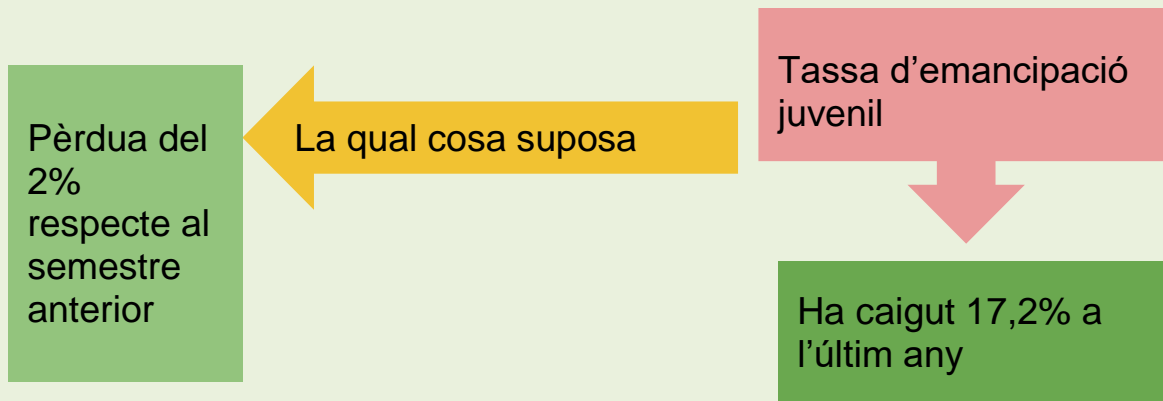 Tassa d’emancipació
juvenil
Ha caigut 17,2% a
l’últim any
La qual cosa suposa
Pèrdua del
2%
respecte al
semestre
anterior